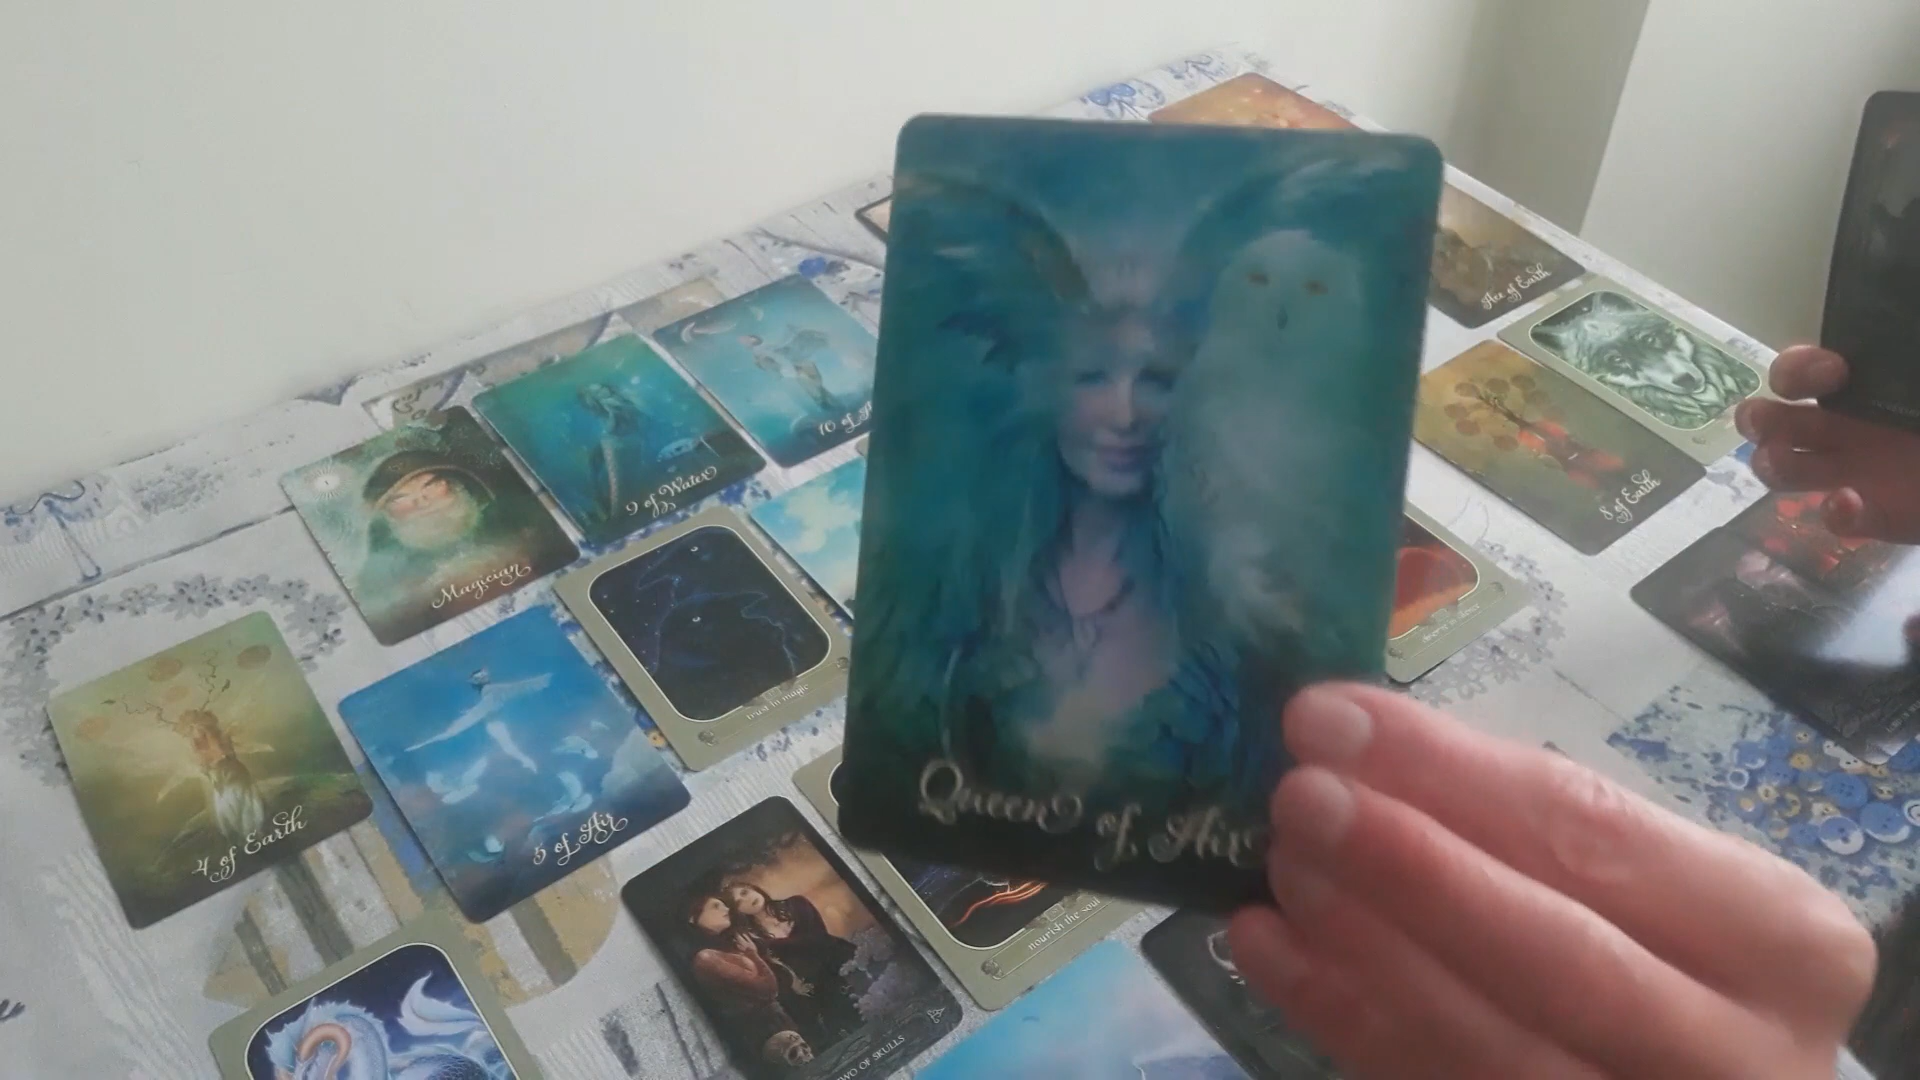 Queen of Air
Ace of Earth
10 of
9 of Water
8 of Earth
Magician
trust in magic
4 of Earth
5 of Air
nourish the soul
TWO OF SKULLS